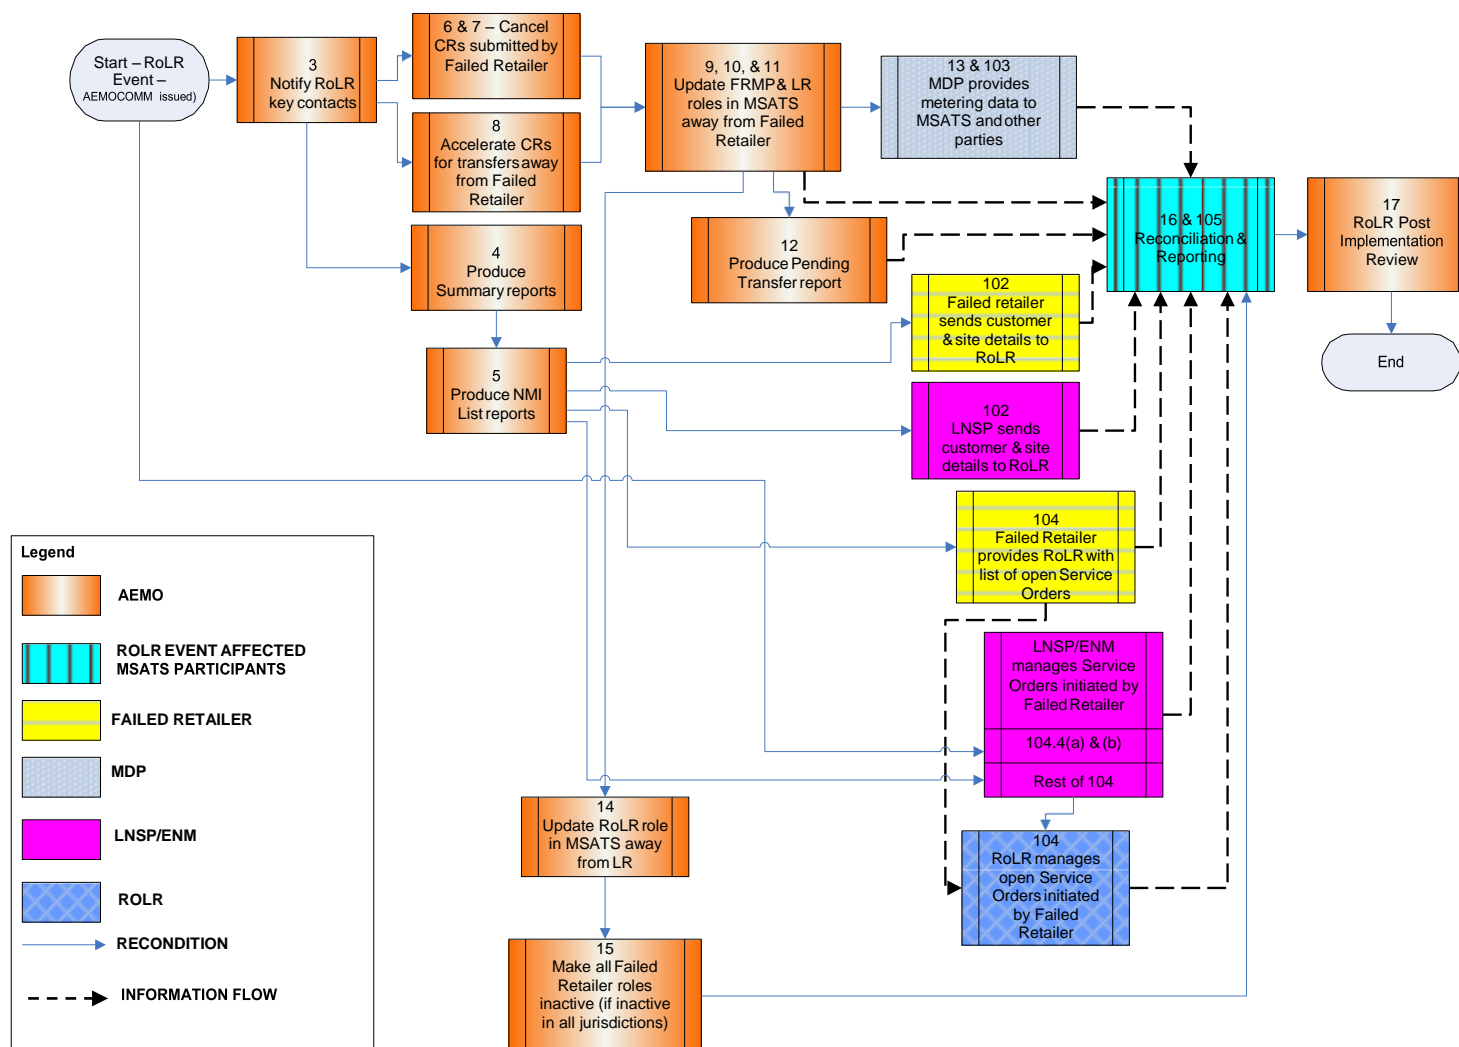 Start – RoLR
Event –
AEMOCOMM issued)
3
Notify RoLR
key contacts
6 & 7 – Cancel
CRs submitted by
Failed Retailer
8
Accelerate CRs
for transfers away
from Failed
Retailer
9, 10, & 11
Update FRMP & LR
roles in MSATS
away from Failed
Retailer
13 & 103
MDP provides
metering data to
MSATS and other
parties
4
Produce
Summary reports
12
Produce Pending
Transfer report
16 & 105
Reconciliation &
Reporting
17
RoLR Post
Implementation
Review
End
5
Produce NMI
List reports
102
Failed retailer
sends customer
& site details to
RoLR
102
LNSP sends
customer & site
details to RoLR
104
Failed Retailer
provides RoLR with
list of open Service
Orders
LNSP/ENM
manages Service
Orders initiated by
Failed Retailer
104.4(a) & (b)
Rest of 104
14
Update RoLR role
in MSATS away
from LR
104
RoLR manages
open Service
Orders initiated
by Failed
Retailer
15
Make all Failed
Retailer roles
inactive (if inactive
in all jurisdictions)
Legend
AEMO
ROLR EVENT AFFECTED
MSATS PARTICIPANTS
FAILED RETAILER
MDP
LNSP/ENM
ROLR
RECONDITION
INFORMATION FLOW